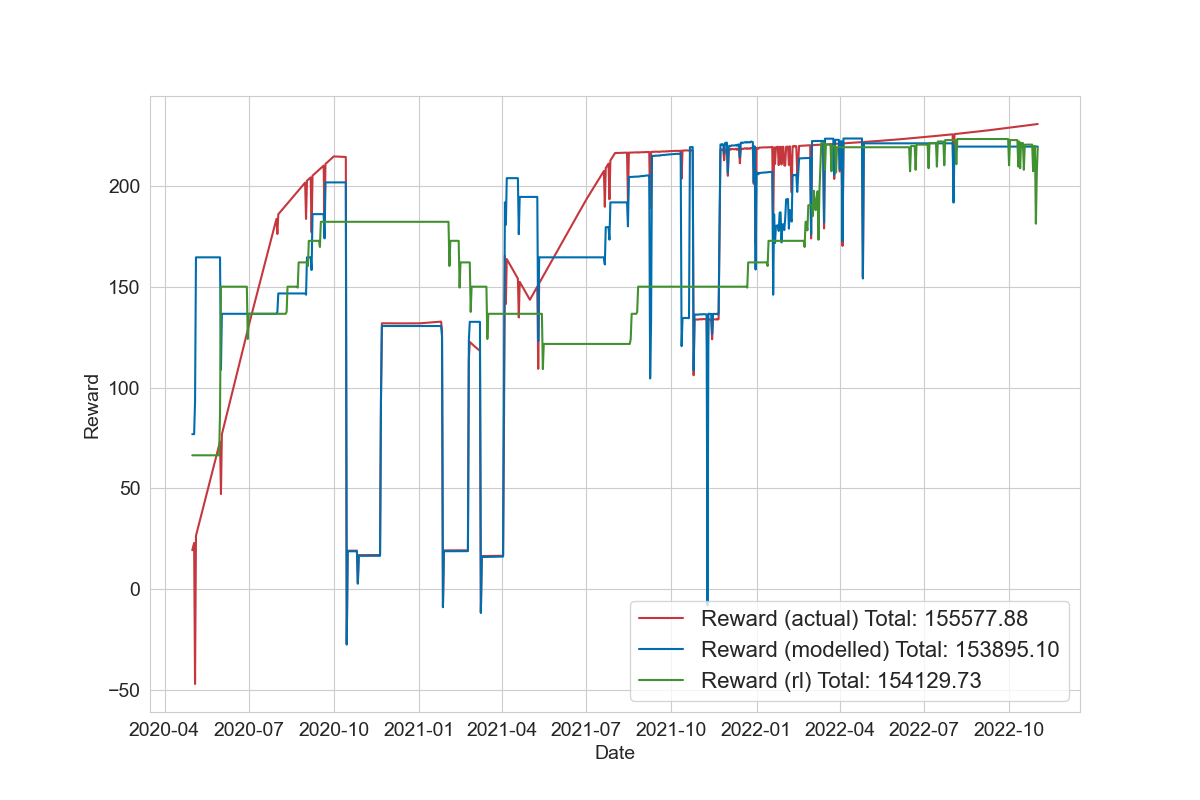 200
150
100
50
0
−50
Reward
2020-04 2020-07 2020-10 2021-01 2021-04 2021-07 2021-10 2022-01 2022-04 2022-07 2022-10
Date
Reward (actual) Total: 155577.88
Reward (modelled) Total: 153895.10
Reward (rl) Total: 154129.73